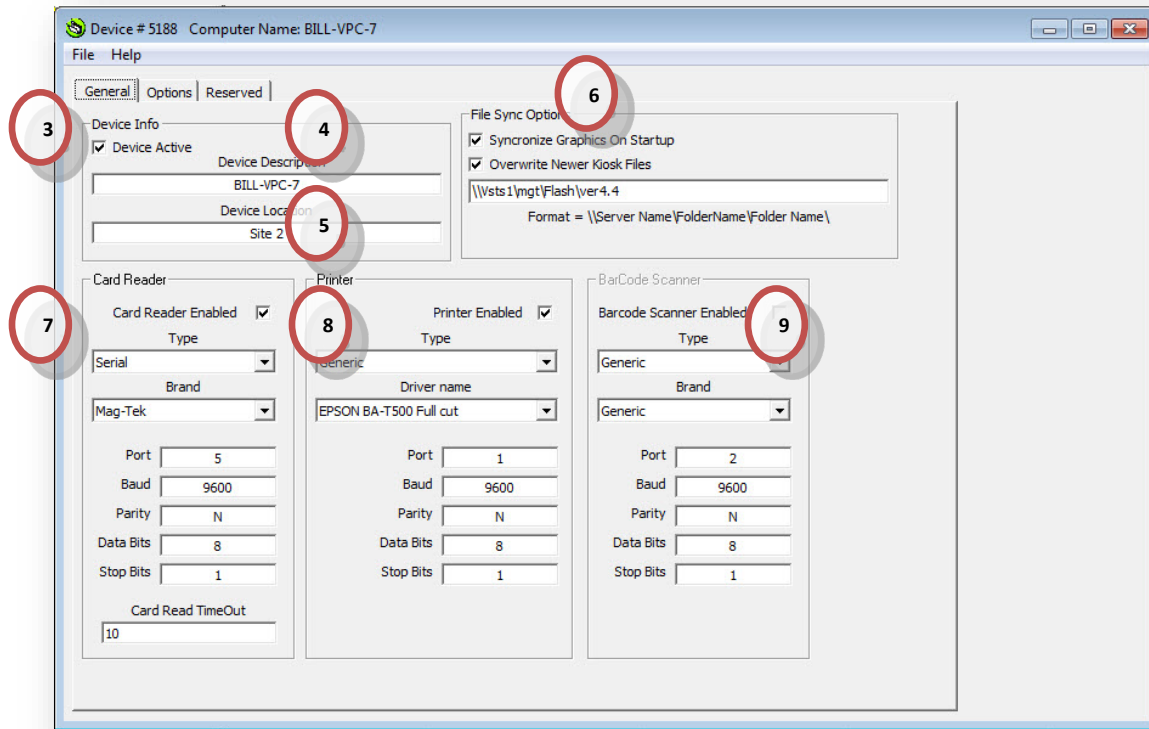 Device # 5188 Computer Name: BILL-VPC-7
File Help
General Options Reserved
3
4
6
Device Info
Device Active
Device Description
BILL-VPC-7
Device Location
5
Site 2
File Sync Option
Syncronize Graphics On Startup
Overwrite Newer Kiosk Files
\\Vsts1\mgt\Flash\ver4.4
Format = \\Server Name\FolderName\Folder Name\
Card Reader
7
Card Reader Enabled
Type
Serial
Brand
Mag-Tek
Port 5
Baud 9600
Parity N
Data Bits 8
Stop Bits 1
Card Read TimeOut
10
Printer
8
Printer Enabled
Type
Generic
Driver name
EPSON BA-T500 Full cut
Port 1
Baud 9600
Parity N
Data Bits 8
Stop Bits 1
BarCode Scanner
9
Barcode Scanner Enabled
Type
Generic
Brand
Generic
Port 2
Baud 9600
Parity N
Data Bits 8
Stop Bits 1